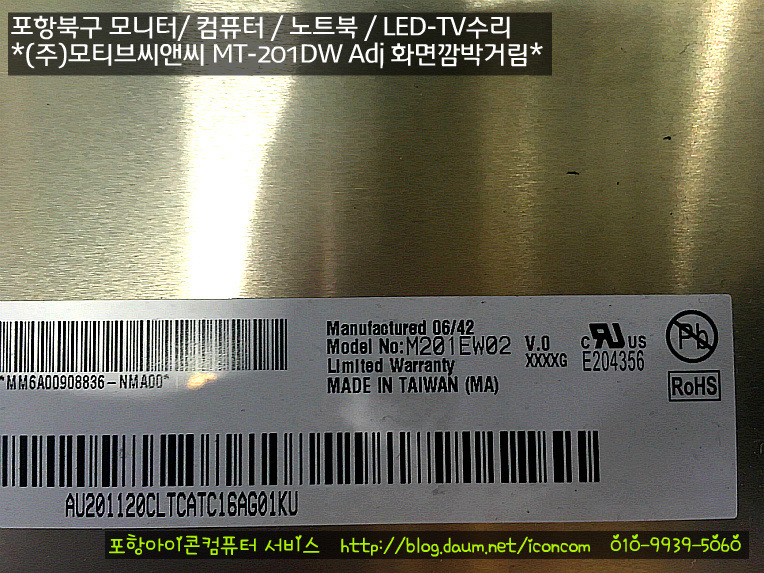 포항북구 모니터/ 컴퓨터 / 노트북 / LED-TV수리
*(주)모티브씨앤씨 MT-201DW Adj 화면깜박거림*
Manufactured 06/42
Model No:M201EW02 V.0
Limited Warranty XXXXG
MADE IN TAIWAN (MA)
c RU US
E204356
Pb
RoHS
*MM6A00908836-NMA00*
AU201120CLTCATC16AG01KU
포항아이콘컴퓨터 서비스 http://blog.daum.net/iconcom 010-9939-5060